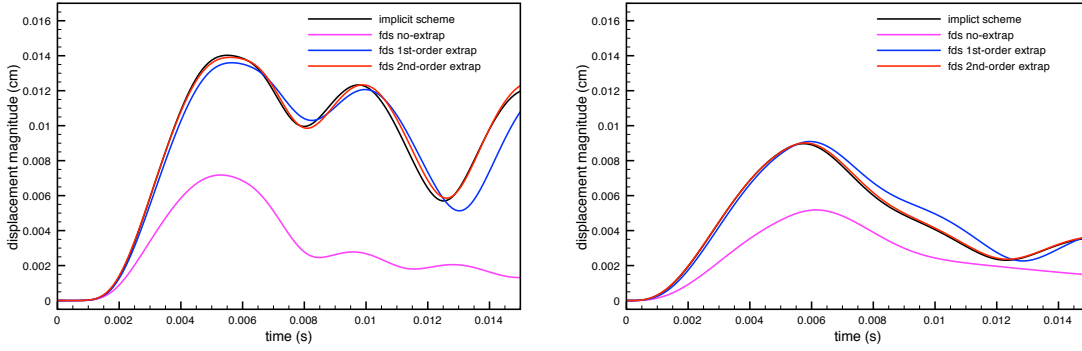 implicit scheme
fds no-extrap
fds 1st-order extrap
fds 2nd-order extrap
0.016
0.014
0.012
0.01
0.008
0.006
0.004
0.002
0
displacement magnitude (cm)
0 0.002 0.004 0.006 0.008 0.01 0.012 0.014
time (s)
implict scheme
fds no-extrap
fds 1st-order extrap
fds 2nd-order extrap
0.016
0.014
0.012
0.01
0.008
0.006
0.004
0.002
0
displacement magnitude (cm)
0 0.002 0.004 0.006 0.008 0.01 0.012 0.014
time (s)